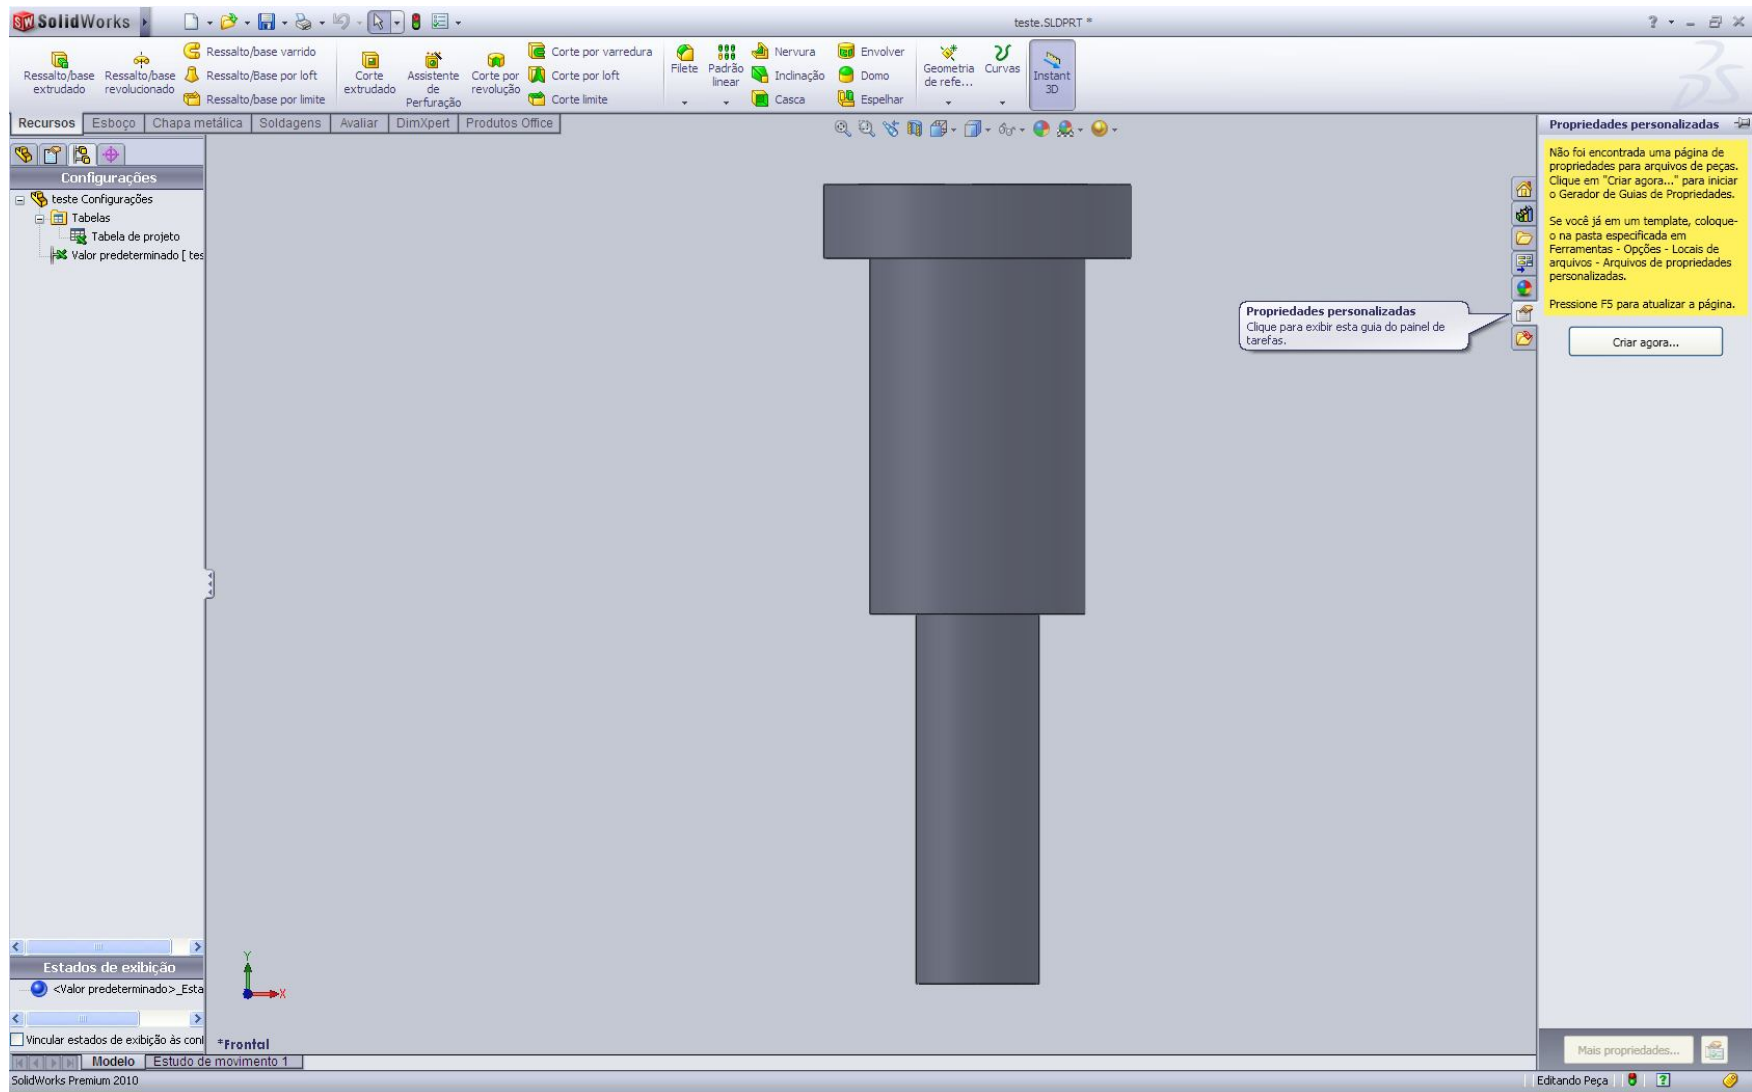 SolidWorks
teste.SLDPRT *
Ressalto/base extrudado
Ressalto/base revolucionado
Ressalto/base varrido
Ressalto/Base por loft
Ressalto/base por limite
Corte extrudado
Assistente de Perfuração
Corte por revolução
Corte por varredura
Corte por loft
Corte limite
Filete
Padrão linear
Nervura
Inclinação
Casca
Envolver
Domo
Espelhar
Geometria de refe...
Curvas
Instant 3D
Recursos
Esboço
Chapa metálica
Soldagens
Avaliar
DimXpert
Produtos Office
Configurações
teste Configurações
Tabelas
Tabela de projeto
Valor predeterminado [ tes
Propriedades personalizadas
Clique para exibir esta guia do painel de
tarefas.
Propriedades personalizadas
Não foi encontrada uma página de
propriedades para arquivos de peças.
Clique em "Criar agora..." para iniciar
o Gerador de Guias de Propriedades.
Se você já em um template, coloque-
o na pasta especificada em
Ferramentas - Opções - Locais de
arquivos - Arquivos de propriedades
personalizadas.
Pressione F5 para atualizar a página.
Criar agora...
Estados de exibição
<Valor predeterminado>_Esta
Vincular estados de exibição às conf
Y
X
*Frontal
Modelo
Estudo de movimento 1
Mais propriedades...
SolidWorks Premium 2010
Editando Peça